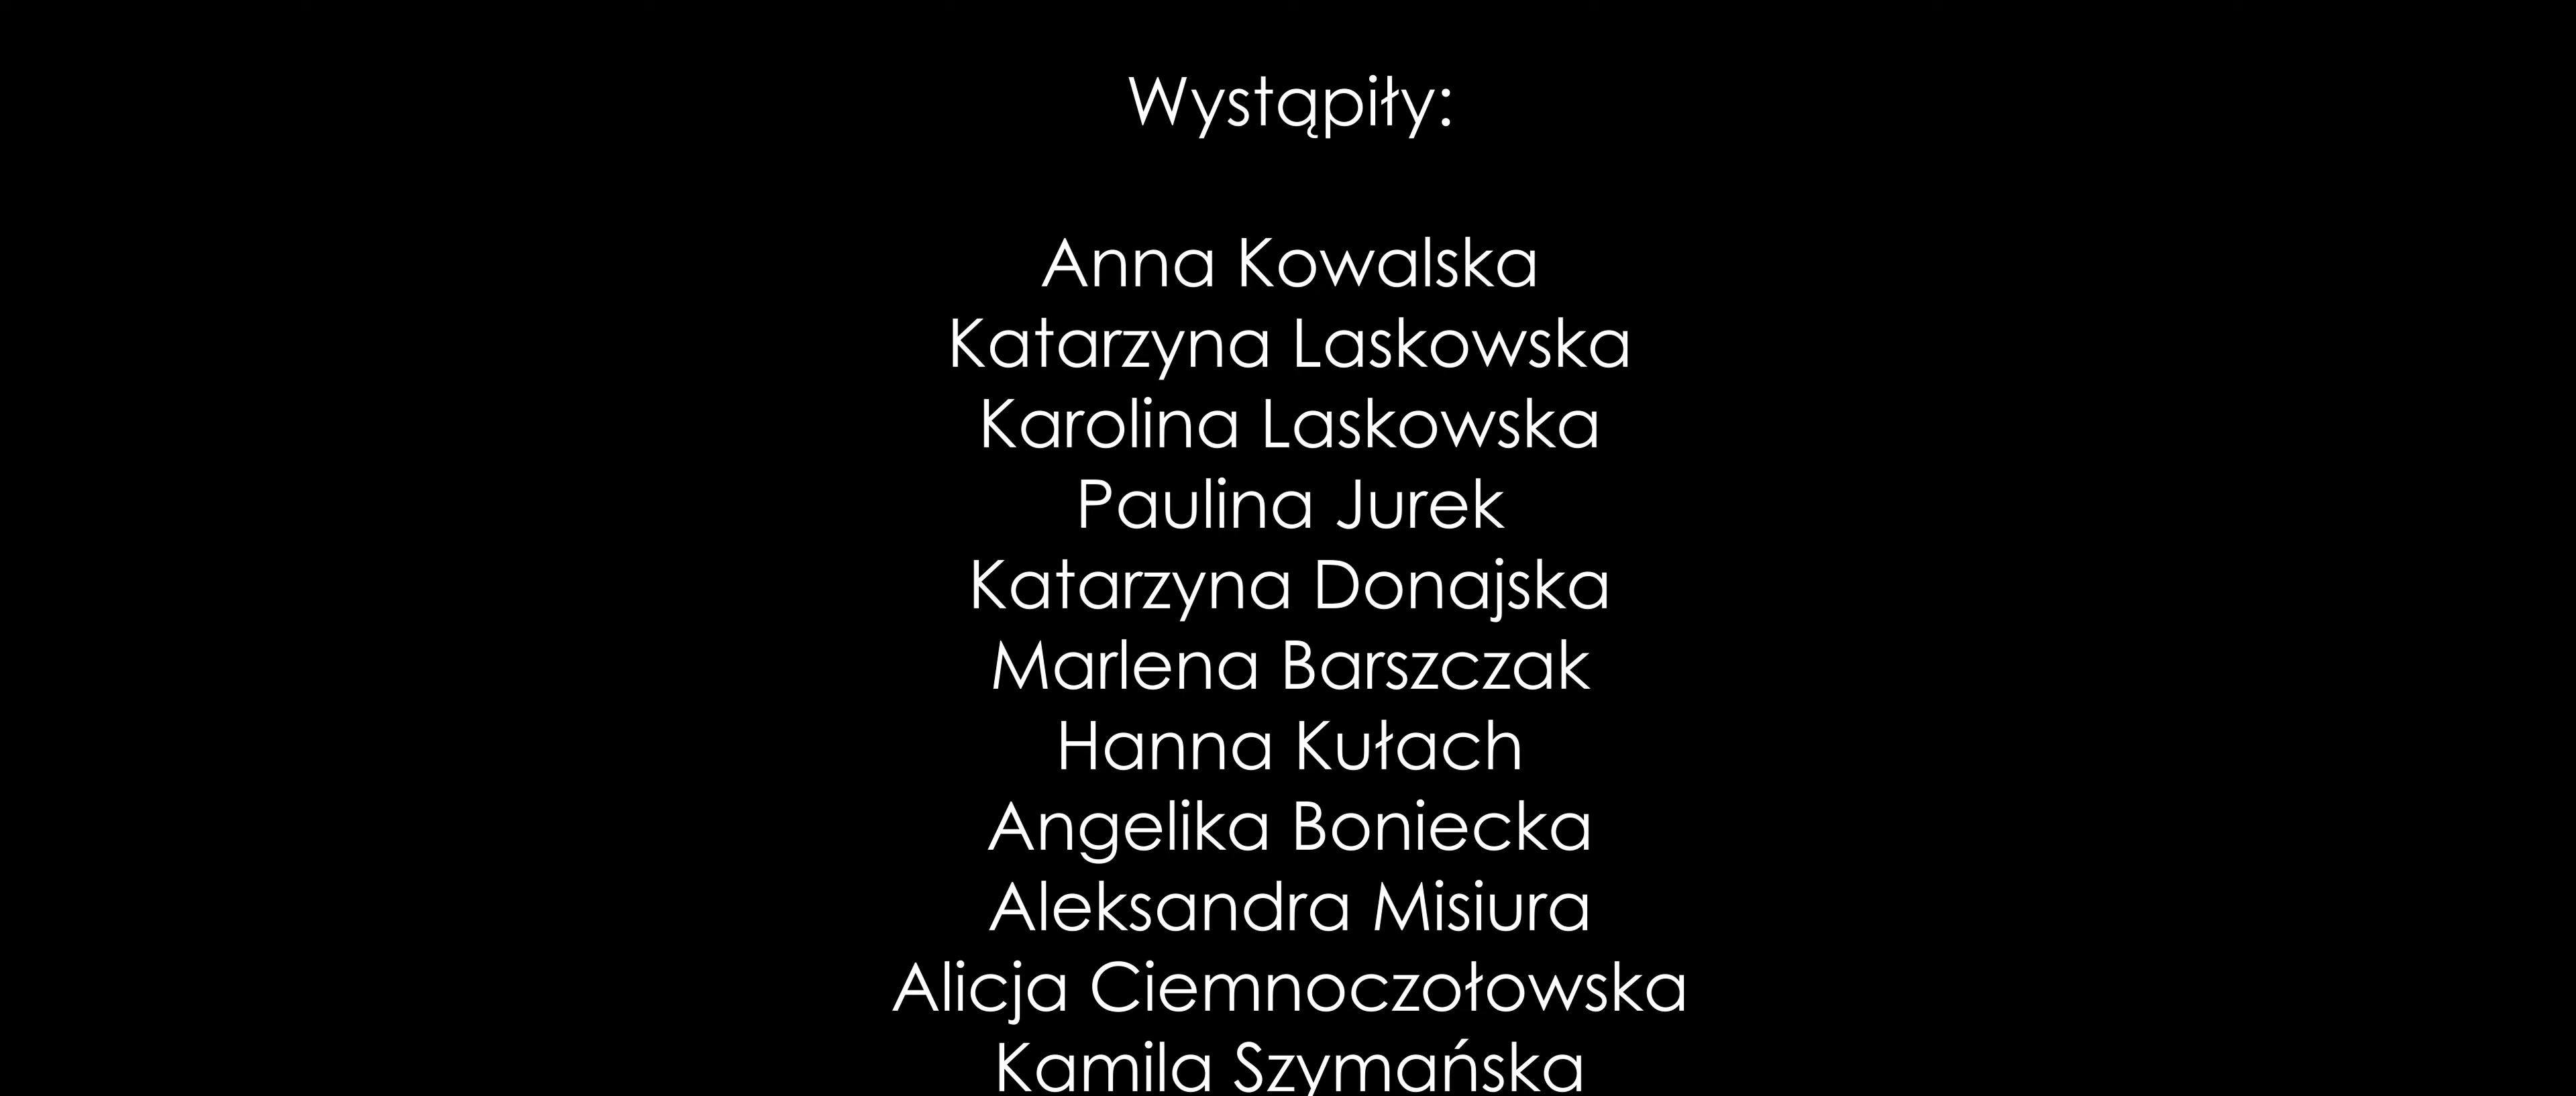 Wystąpiły:
Anna Kowalska
Katarzyna Laskowska
Karolina Laskowska
Paulina Jurek
Katarzyna Donajska
Marlena Barszczak
Hanna Kułach
Angelika Boniecka
Aleksandra Misiura
Alicja Ciemnoczołowska
Kamila Szymańska